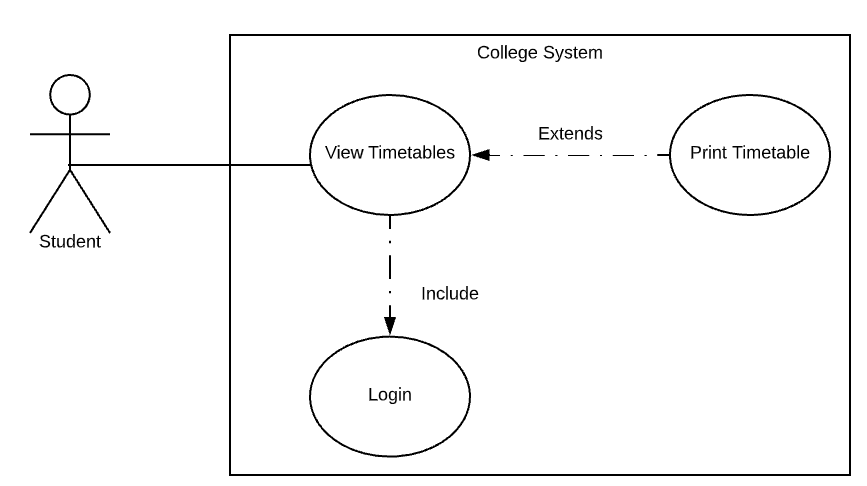 College System
View Timetables
Extends
Print Timetable
Student
Include
Login